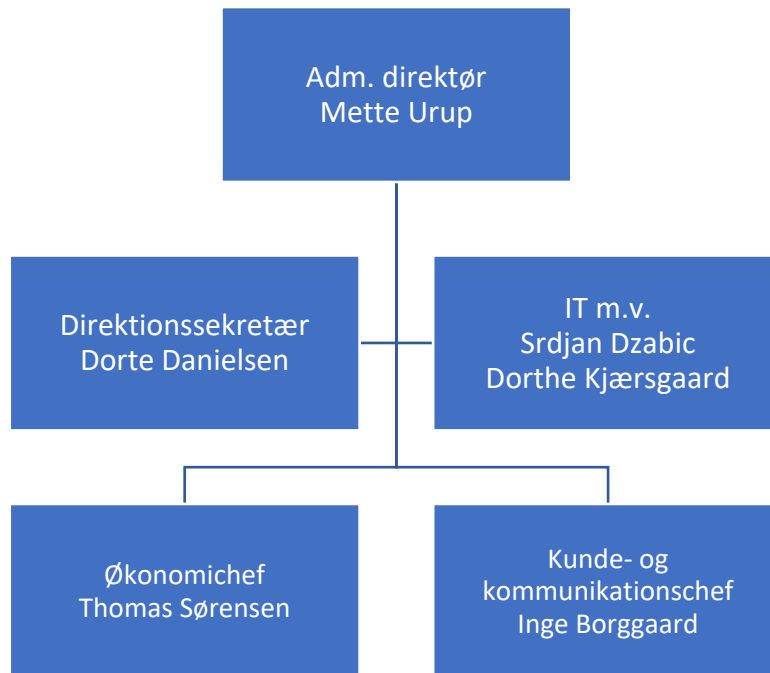 Adm. direktør
Mette Urup
Direktionssekretær
Dorte Danielsen
IT m.v.
Srdjan Dzabic
Dorthe Kjærsgaard
Økonomichef
Thomas Sørensen
Kunde- og
kommunikationschef
Inge Borggaard